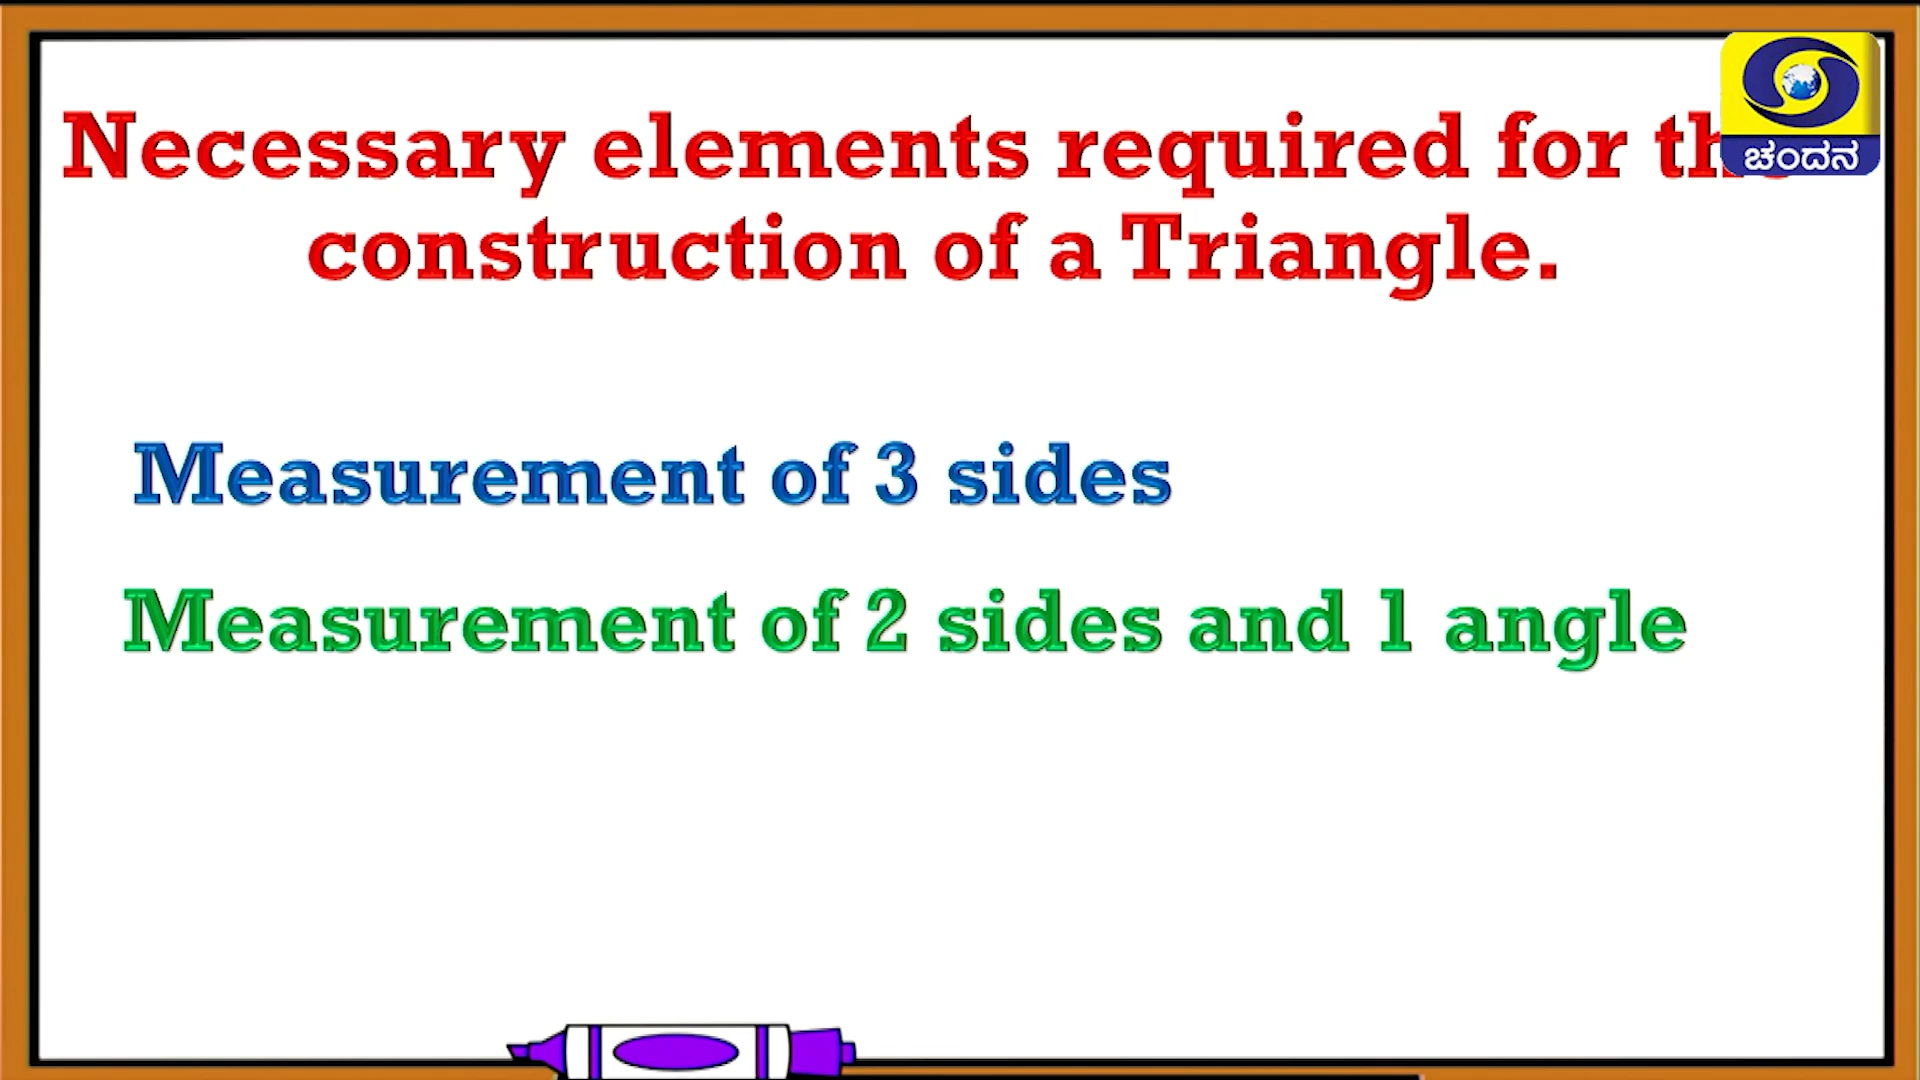 Necessary elements required for
construction of a Triangle.
Measurement of 3 sides
Measurement of 2 sides and 1 angle
ಚಂದನ